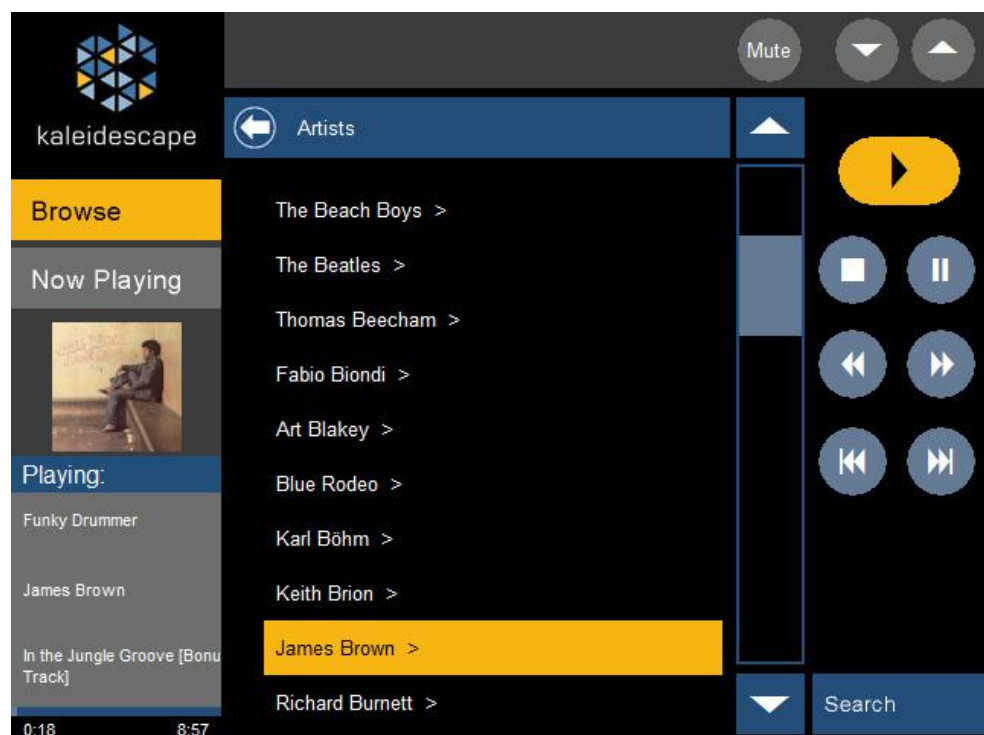 kaleidescape
Mute
Artists
Browse
Now Playing
Playing:
Funky Drummer
James Brown
In the Jungle Groove [Bonu
Track]
0:18 8:57
The Beach Boys >
The Beatles >
Thomas Beecham >
Fabio Biondi >
Art Blakey >
Blue Rodeo >
Karl Böhm >
Keith Brion >
James Brown >
Richard Burnett >
Search